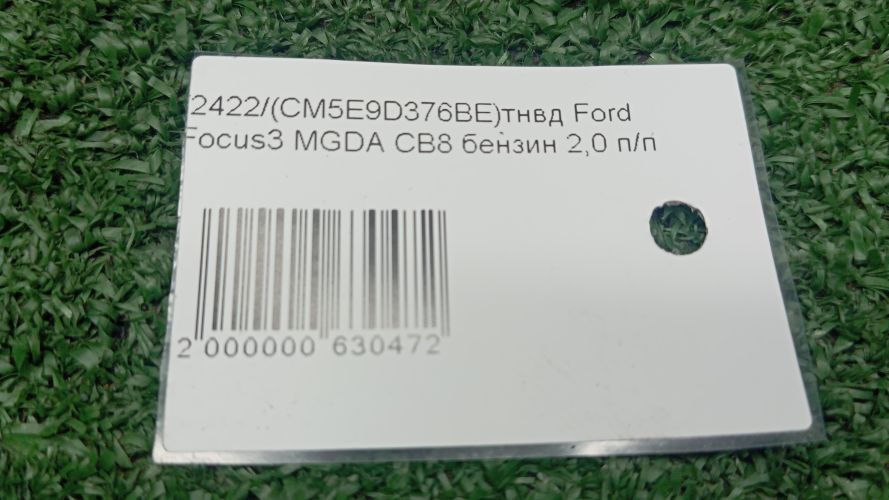 2422/(CM5E9D376BE)тнвд Ford
Focus3 MGDA CB8 бензин 2,0 п/п
2 000000 630472